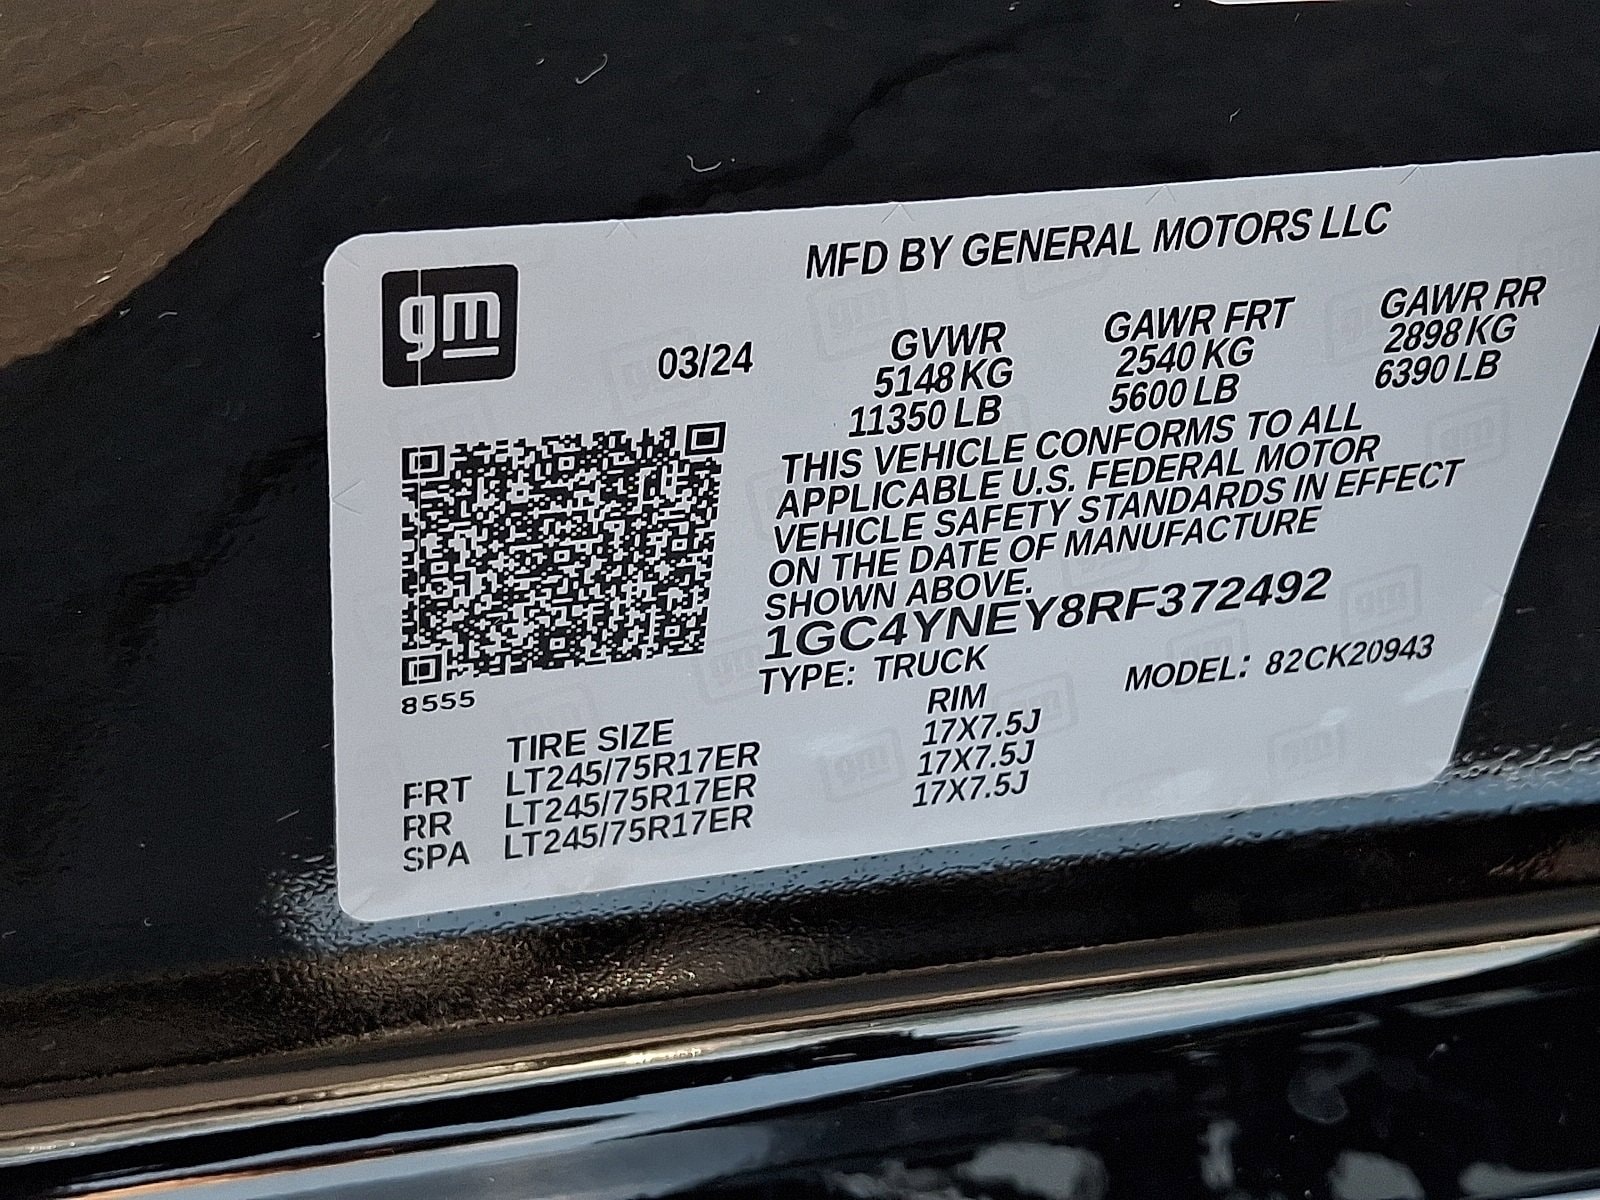 gm
MFD BY GENERAL MOTORS LLC
03/24
GVWR GAWR FRT GAWR RR
5148 KG 2540 KG 2898 KG
11350 LB 5600 LB 6390 LB
THIS VEHICLE CONFORMS TO ALL
APPLICABLE U.S. FEDERAL MOTOR
VEHICLE SAFETY STANDARDS IN EFFECT
ON THE DATE OF MANUFACTURE
SHOWN ABOVE.
1GC4YNEY8RF372492
TYPE: TRUCK MODEL: 82CK20943
8555
TIRE SIZE RIM
FRT LT245/75R17ER 17X7.5J
RR LT245/75R17ER 17X7.5J
SPA LT245/75R17ER 17X7.5J